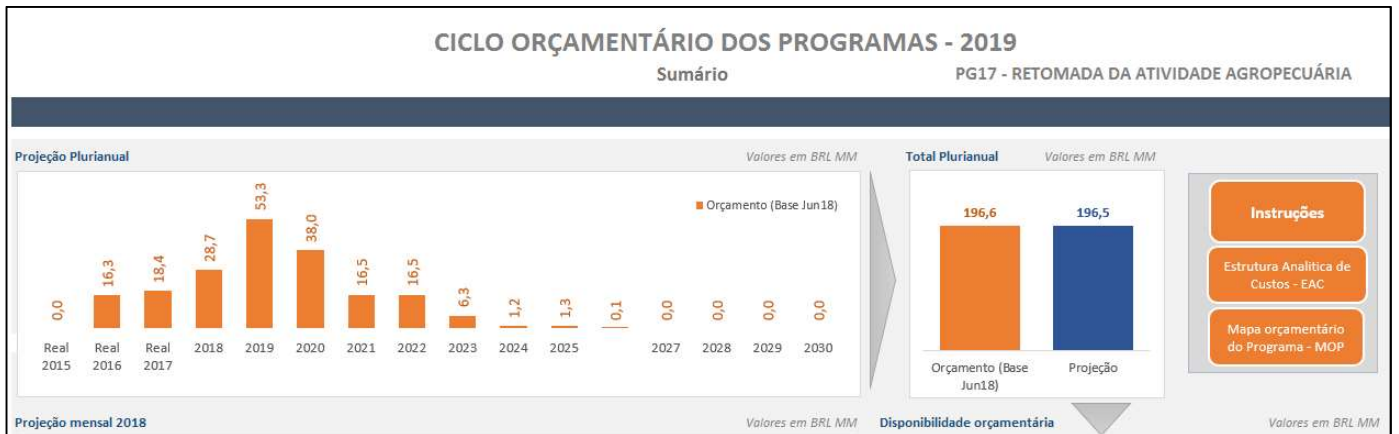 CICLO ORÇAMENTÁRIO DOS PROGRAMAS - 2019
Sumário
PG17 - RETOMADA DA ATIVIDADE AGROPECUÁRIA
Projeção Plurianual
Valores em BRL MM
Orçamento (Base Jun18)
0,0
16,3
18,4
28,7
53,3
38,0
16,5
16,5
6,3
1,2
1,3
0,1
0,0
0,0
0,0
0,0
Real 2015
Real 2016
Real 2017
2018
2019
2020
2021
2022
2023
2024
2025
2027
2028
2029
2030
Total Plurianual
Valores em BRL MM
196,6
196,5
Orçamento (Base
Jun18)
Projeção
Instruções
Estrutura Analitica de
Custos - EAC
Mapa orçamentário
do Programa - MOP
Projeção mensal 2018
Valores em BRL MM
Disponibilidade orçamentária
Valores em BRL MM